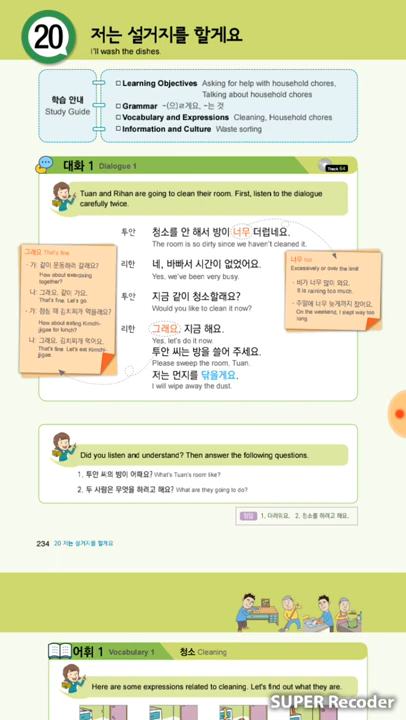 20
저는 설거지를 할게요
I'll wash the dishes.
학습 안내
Study Guide
□ Learning Objectives Asking for help with household chores,
Talking about household chores
□ Grammar -(으)ㄹ게요, -는 것
□ Vocabulary and Expressions Cleaning, Household chores
□ Information and Culture Waste sorting
대화 1 Dialogue 1
Track 64
Tuan and Rihan are going to clean their room. First, listen to the dialogue
carefully twice.
투안 청소를 안 해서 방이 너무 더럽네요.
The room is so dirty since we haven't cleaned it.
리한 네, 바빠서 시간이 없었어요.
Yes, we've been very busy.
투안 지금 같이 청소할래요?
Would you like to clean it now?
리한 그래요. 지금 해요.
Yes, let's do it now.
투안 씨는 방을 쓸어 주세요.
Please sweep the room, Tuan.
저는 먼지를 닦을게요.
I will wipe away the dust.
그래요 That's fine
· 가: 같이 운동하러 갈래요?
How about exercising
together?
나: 그래요. 같이 가요.
That's fine. Let's go.
· 가: 점심 때 김치찌개 먹을래요?
How about eating Kimchi-
jjigae for lunch?
나: 그래요. 김치찌개 먹어요.
That's fine. Let's eat Kimchi-
jjigae.
너무 too
Excessively or over the limit
· 비가 너무 많이 와요.
It is raining too much.
· 주말에 너무 늦게까지 잤어요.
On the weekend, I slept way too
long.
Did you listen and understand? Then answer the following questions.
1. 투안 씨의 방이 어때요? What's Tuan's room like?
2. 두 사람은 무엇을 하려고 해요? What are they going to do?
정답 1. 더러워요. 2. 청소를 하려고 해요.
234 20 저는 설거지를 할게요
어휘 1 Vocabulary 1 청소 Cleaning
Here are some expressions related to cleaning. Let's find out what they are.
SUPER Recoder